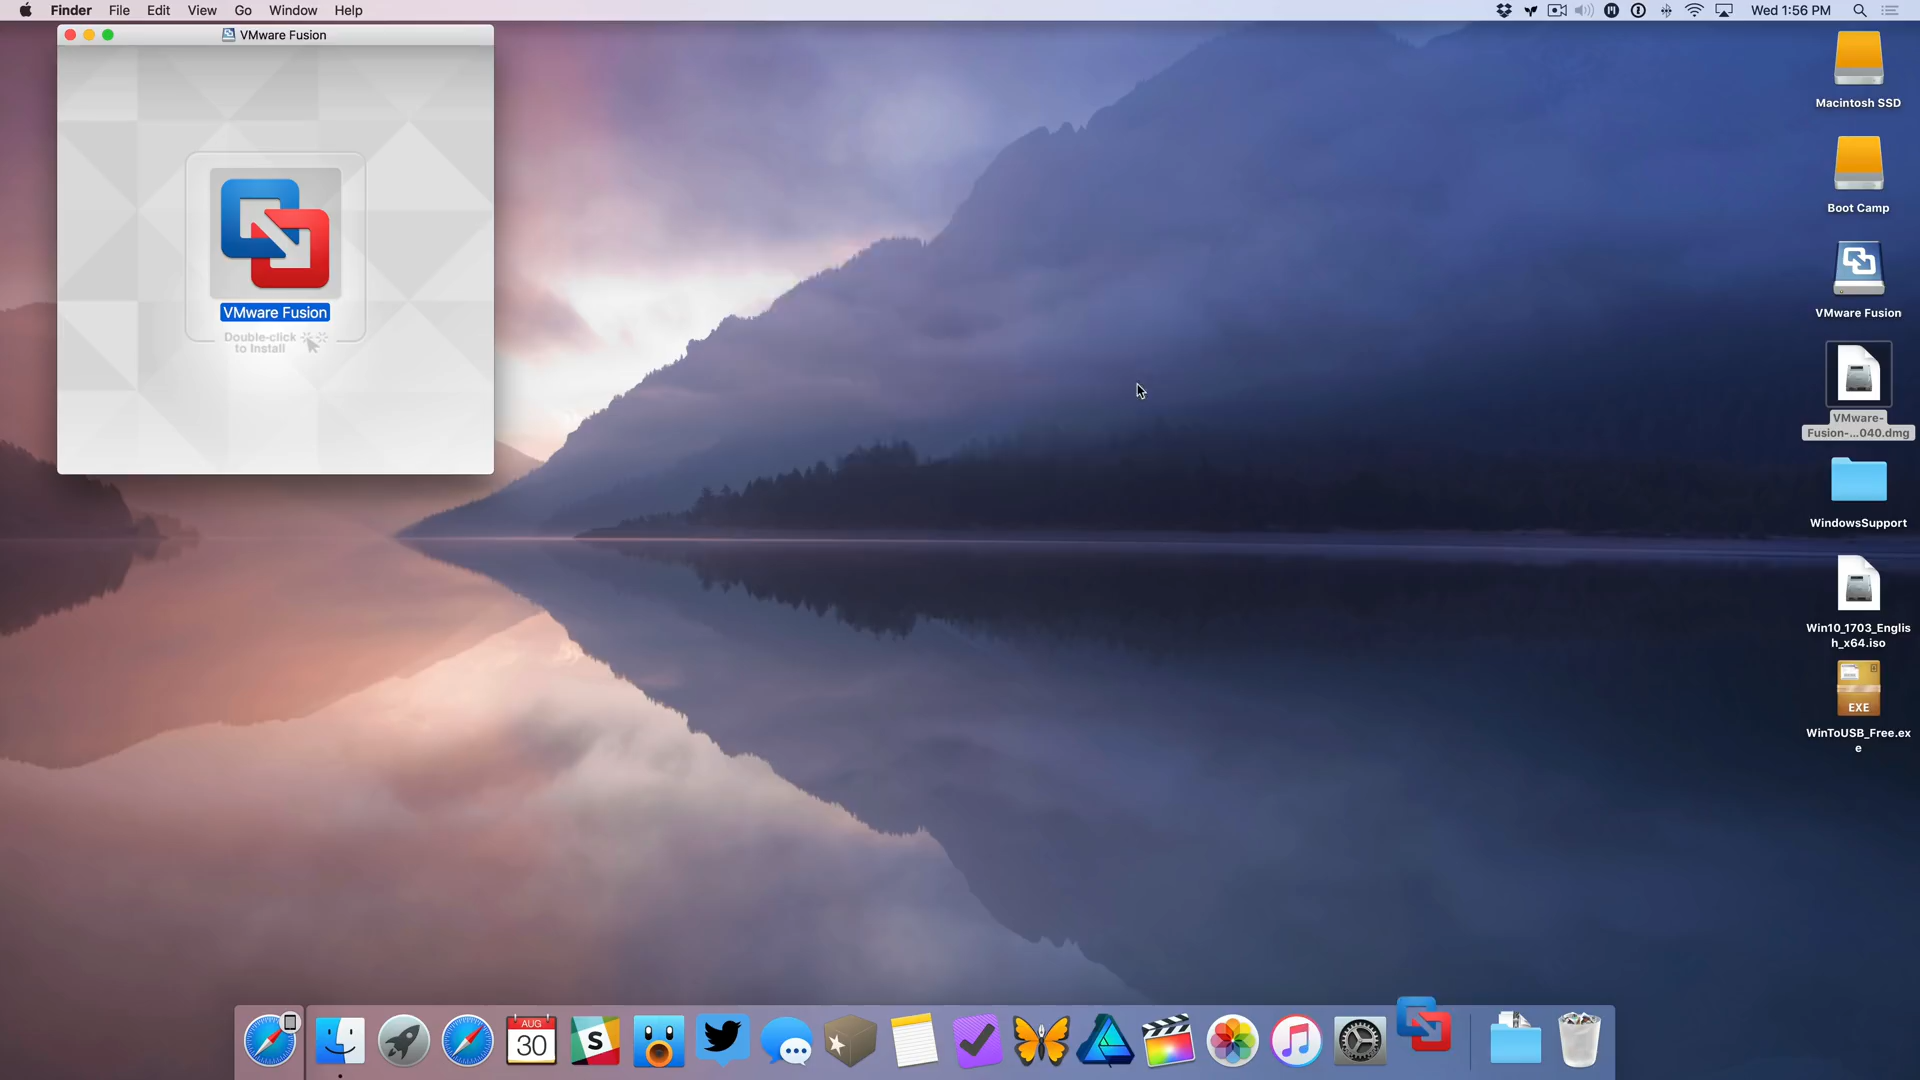 Finder File Edit View Go Window Help
Wed 1:56 PM
VMware Fusion
VMware Fusion
Double-click
to Install
Macintosh SSD
Boot Camp
VMware Fusion
VMware-
Fusion-...040.dmg
WindowsSupport
Win10_1703_Englis
h_x64.iso
EXE
WinToUSB_Free.ex
e
AUG
30
S